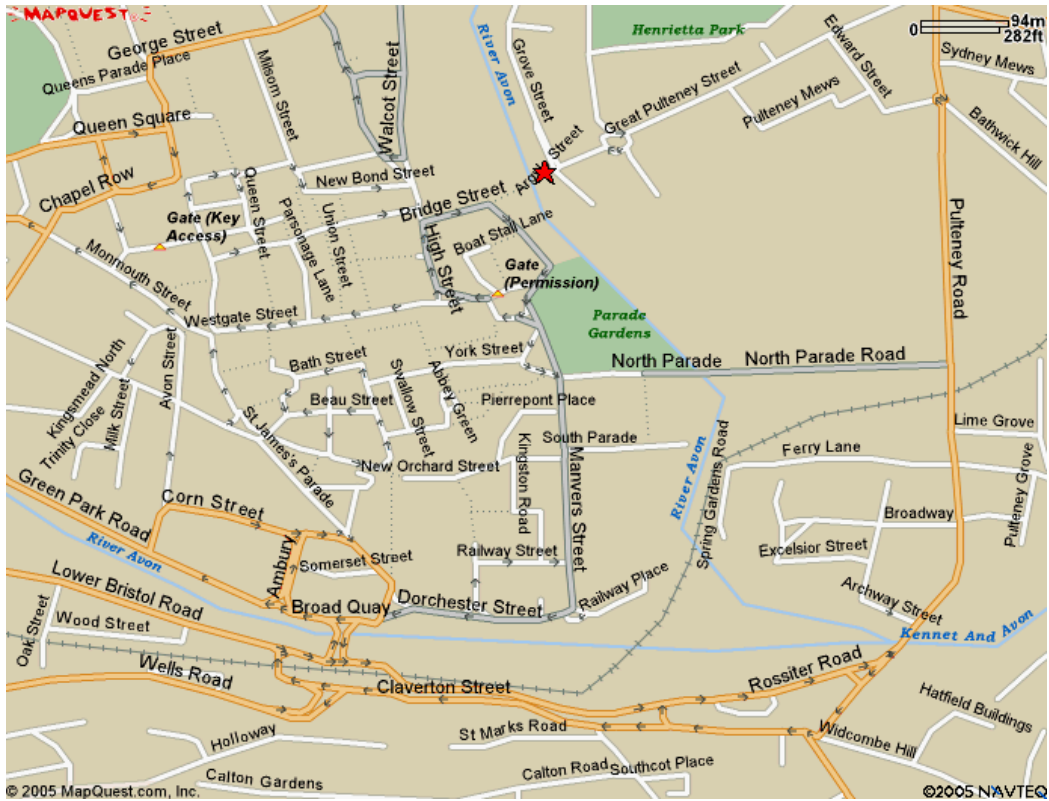 MAPQUEST
94m
0
282ft
George Street
Queens Parade Place
Milsom Street
Walcot Street
River Avon
Grove Street
Henrietta Park
Edward Street
Sydney Mews
Great Pulteney Street
Pulteney Mews
Bathwick Hill
Queen Square
Chapel Row
New Bond Street
Street
Bridge Street
Gate (Key
Access)
Queen Street
Parsonage Lane
Union Street
High Street
Boat Stall Lane
Gate
(Permission)
Pulteney Road
Monmouth Street
Westgate Street
Parade
Gardens
York Street
North Parade
North Parade Road
Bath Street
Swallow Street
Abbey Green
Beau Street
Pierrepont Place
Kingsmead North
Trinity Close
Milk Street
Avon Street
St James's Parade
New Orchard Street
South Parade
Kingston Road
Manvers Street
River Avon
Spring Gardens Road
Ferry Lane
Lime Grove
Pulteney Grove
Broadway
Excelsior Street
Archway Street
Green Park Road
Corn Street
River Avon
Ambury
Somerset Street
Railway Street
Railway Place
Lower Bristol Road
Broad Quay
Dorchester Street
Kennet And Avon
Oak Street
Wood Street
Wells Road
Claverton Street
Rossiter Road
Hatfield Buildings
Widcombe Hill
Holloway
St Marks Road
Calton Gardens
Calton Road
Southcot Place
© 2005 MapQuest.com, Inc.
©2005 NAVTEQ